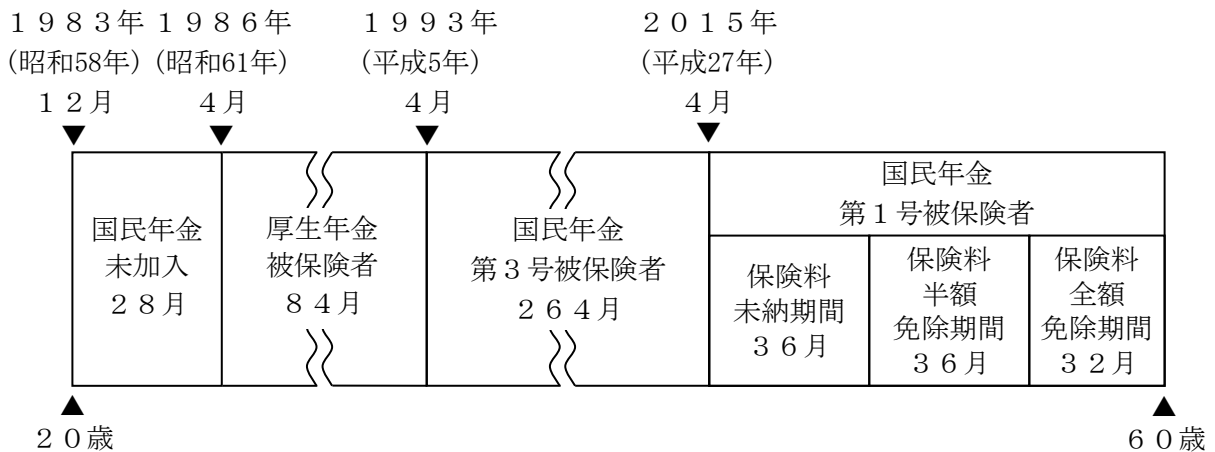 １９８３年 １９８６年 １９９３年 ２０１５年
(昭和58年) (昭和61年) (平成5年) (平成27年)
１２月 ４月 ４月 ４月
国民年金
未加入
２８月
厚生年金
被保険者
８４月
国民年金
第３号被保険者
２６４月
国民年金
第１号被保険者
保険料
未納期間
３６月
保険料
半額
免除期間
３６月
保険料
全額
免除期間
３２月
２０歳 ６０歳